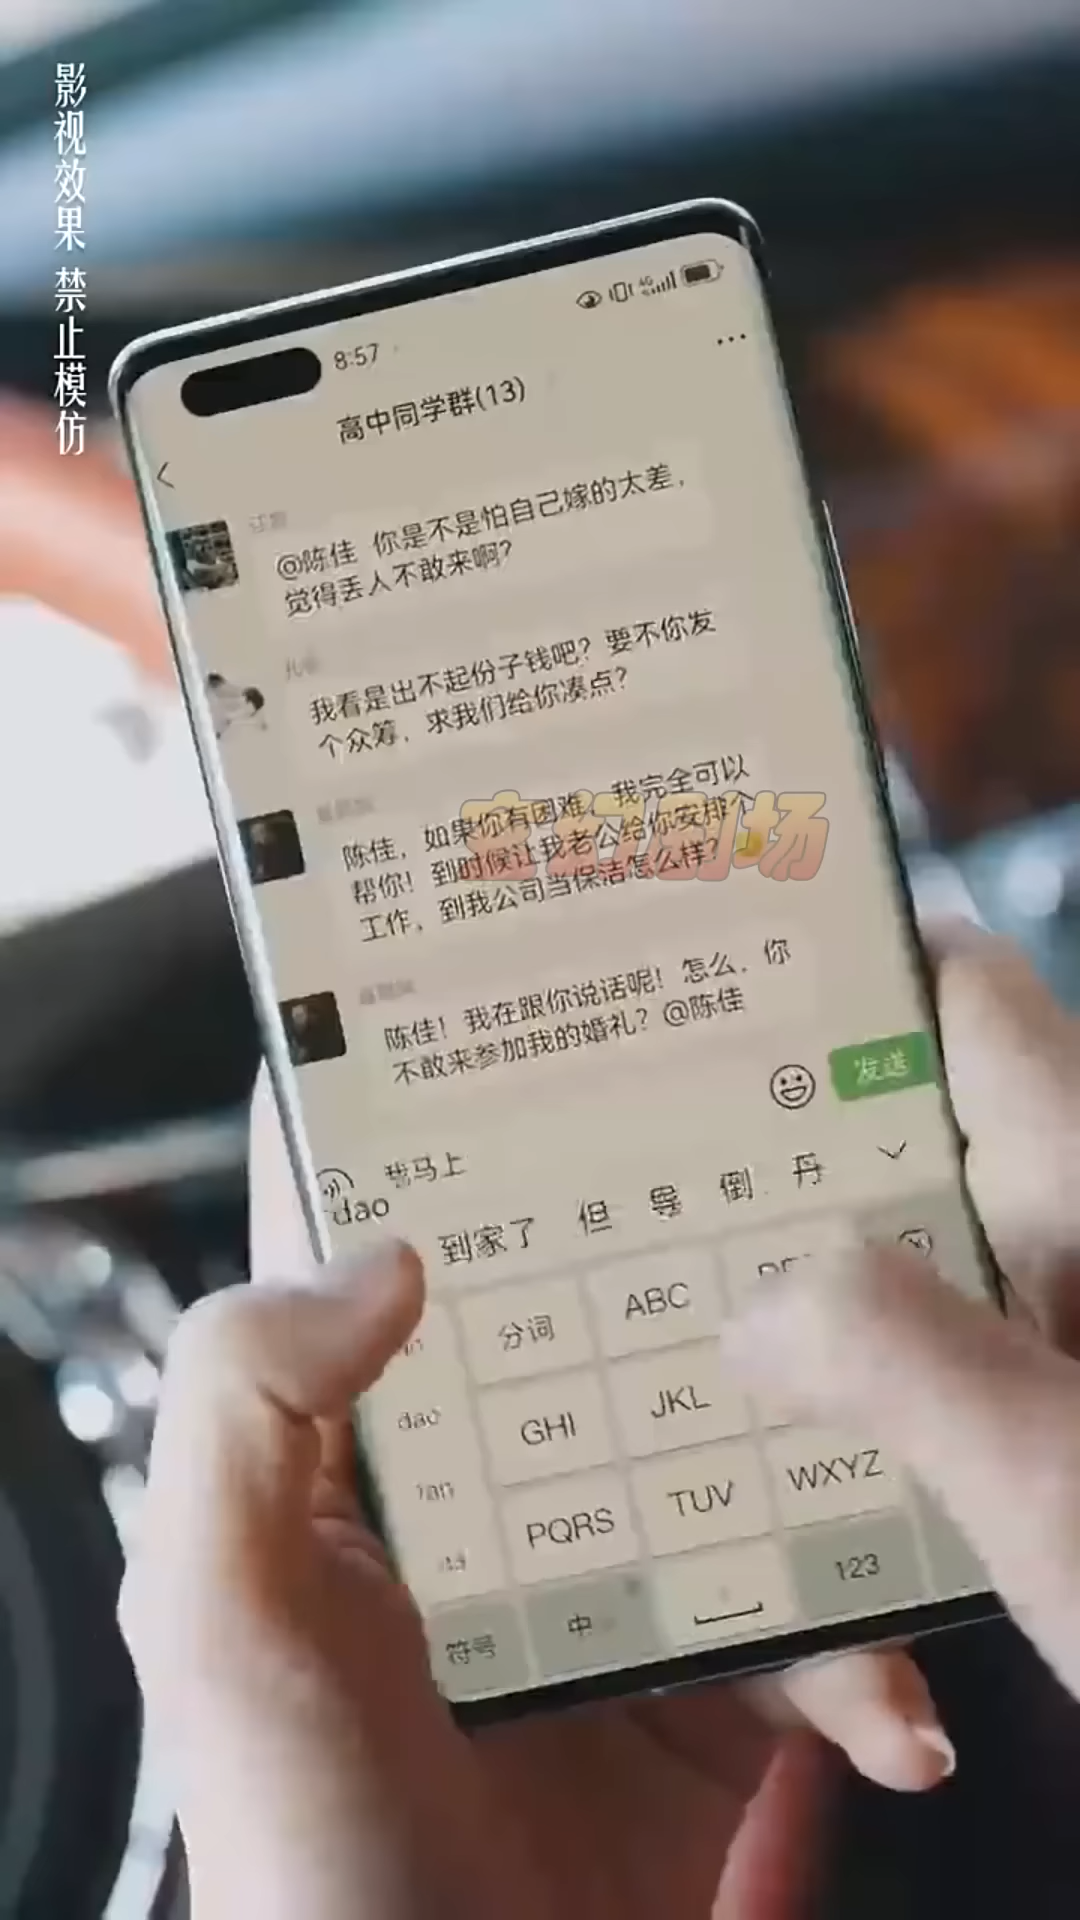 影视效果 禁止模仿
8:57
4G
高中同学群(13)
@陈佳 你是不是怕自己嫁的太差，
觉得丢人不敢来啊？
我看是出不起份子钱吧？要不你发
个众筹，求我们给你凑点？
陈佳，如果你有困难，我完全可以
帮你！到时候让我老公给你安排个
工作，到我公司当保洁怎么样？
陈佳！我在跟你说话呢！怎么，你
不敢来参加我的婚礼？@陈佳
发送
我马上
dao
到家了 但 导 倒 丹
分词
ABC
dao
GHI
JKL
PQRS
TUV
WXYZ
符号
中
123